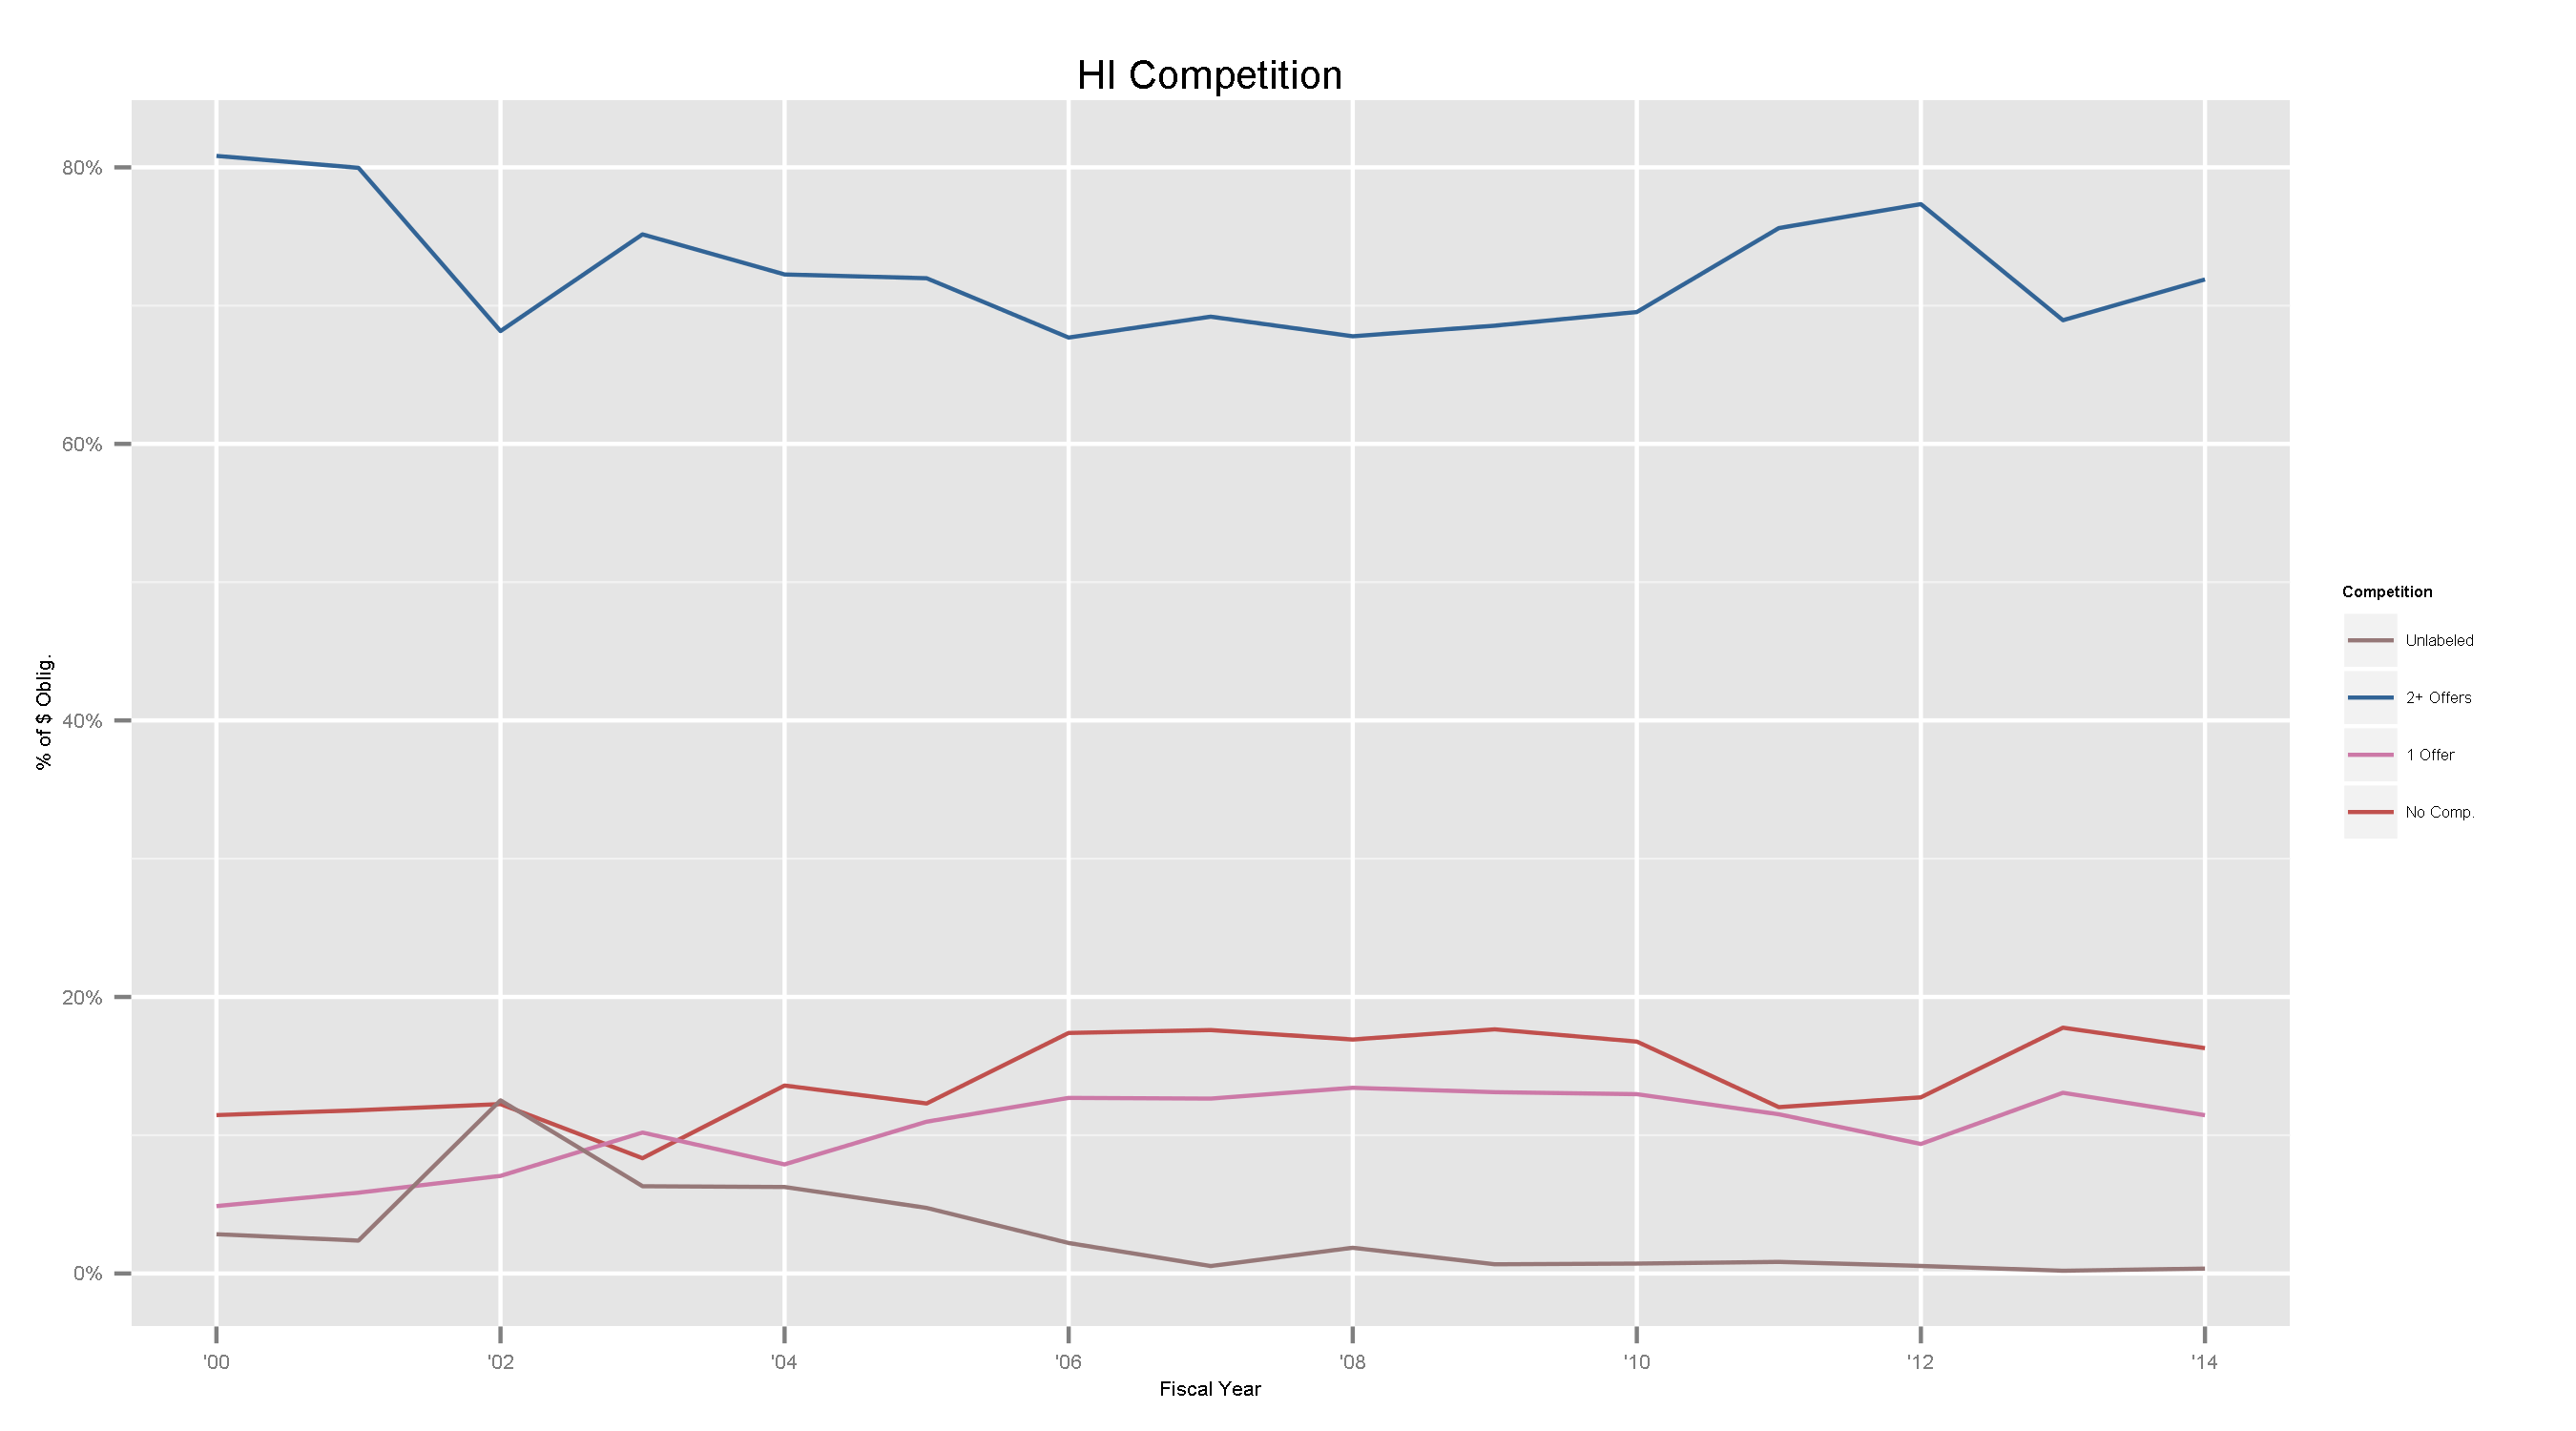 HI Competition
80%
60%
40%
20%
0%
% of $ Oblig.
'00 '02 '04 '06 '08 '10 '12 '14
Fiscal Year
Competition
Unlabeled
2+ Offers
1 Offer
No Comp.